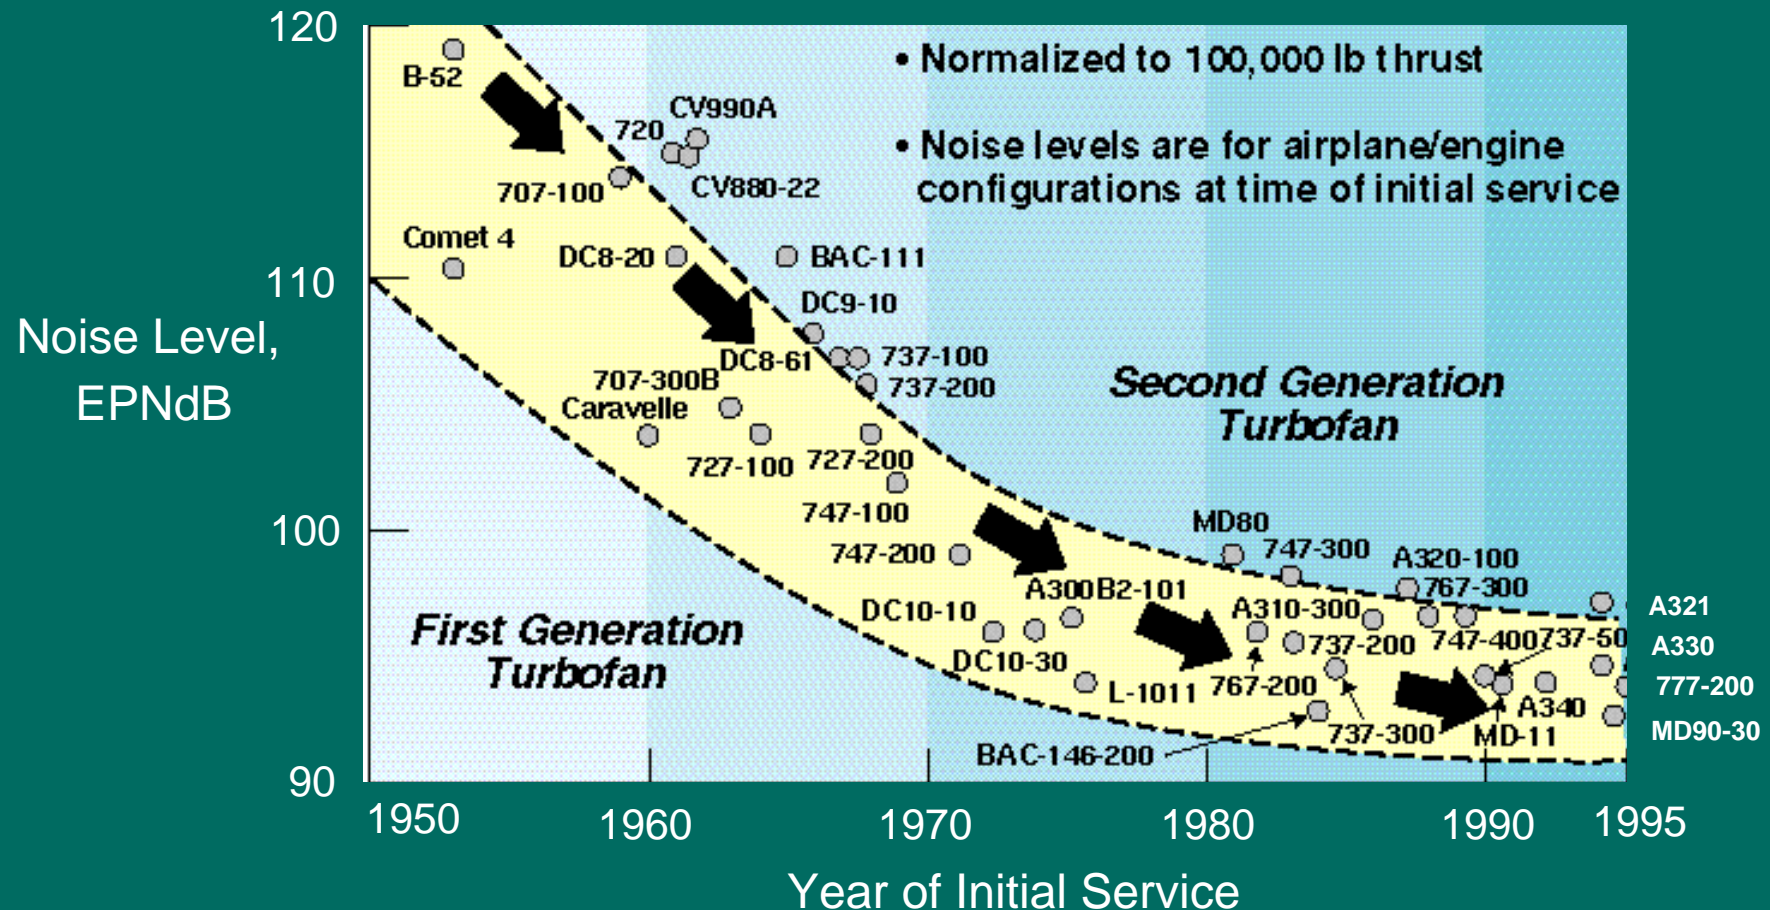 120
B-52
CV990A
720
CV880-22
707-100
• Normalized to 100,000 lb thrust
• Noise levels are for airplane/engine
configurations at time of initial service
Comet 4
DC8-20
BAC-111
110
DC9-10
Noise Level,
EPNdB
DC8-61
737-100
737-200
707-300B
Caravelle
727-100
727-200
Second Generation
Turbofan
747-100
100
747-200
MD80
747-300
A320-100
767-300
A300B2-101
DC10-10
A310-300
A321
First Generation
Turbofan
DC10-30
737-200
747-400
737-50
A330
L-1011
767-200
777-200
A340
BAC-146-200
737-300
MD-11
MD90-30
90
1950
1960
1970
1980
1990
1995
Year of Initial Service